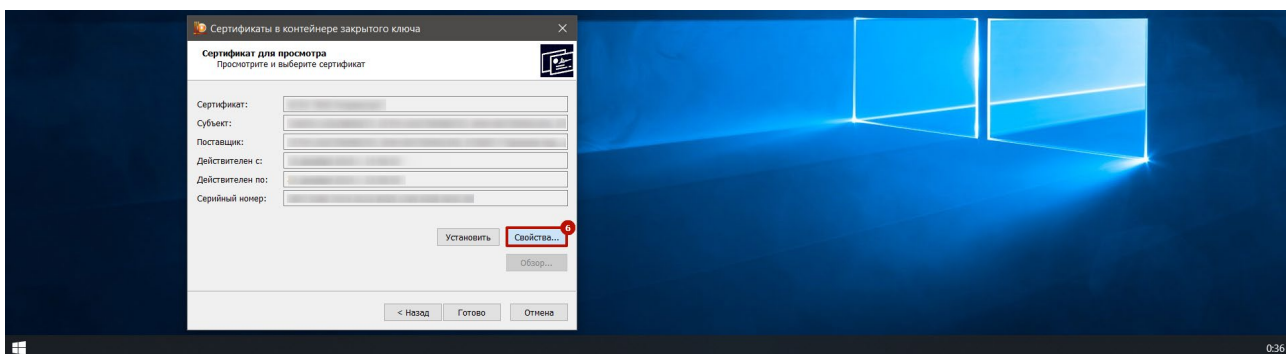 Сертификаты в контейнере закрытого ключа
Сертификат для просмотра
Просмотрите и выберите сертификат
Сертификат:
Субъект:
Поставщик:
Действителен с:
Действителен по:
Серийный номер:
6
Установить Свойства...
Обзор...
< Назад Готово Отмена
0:36